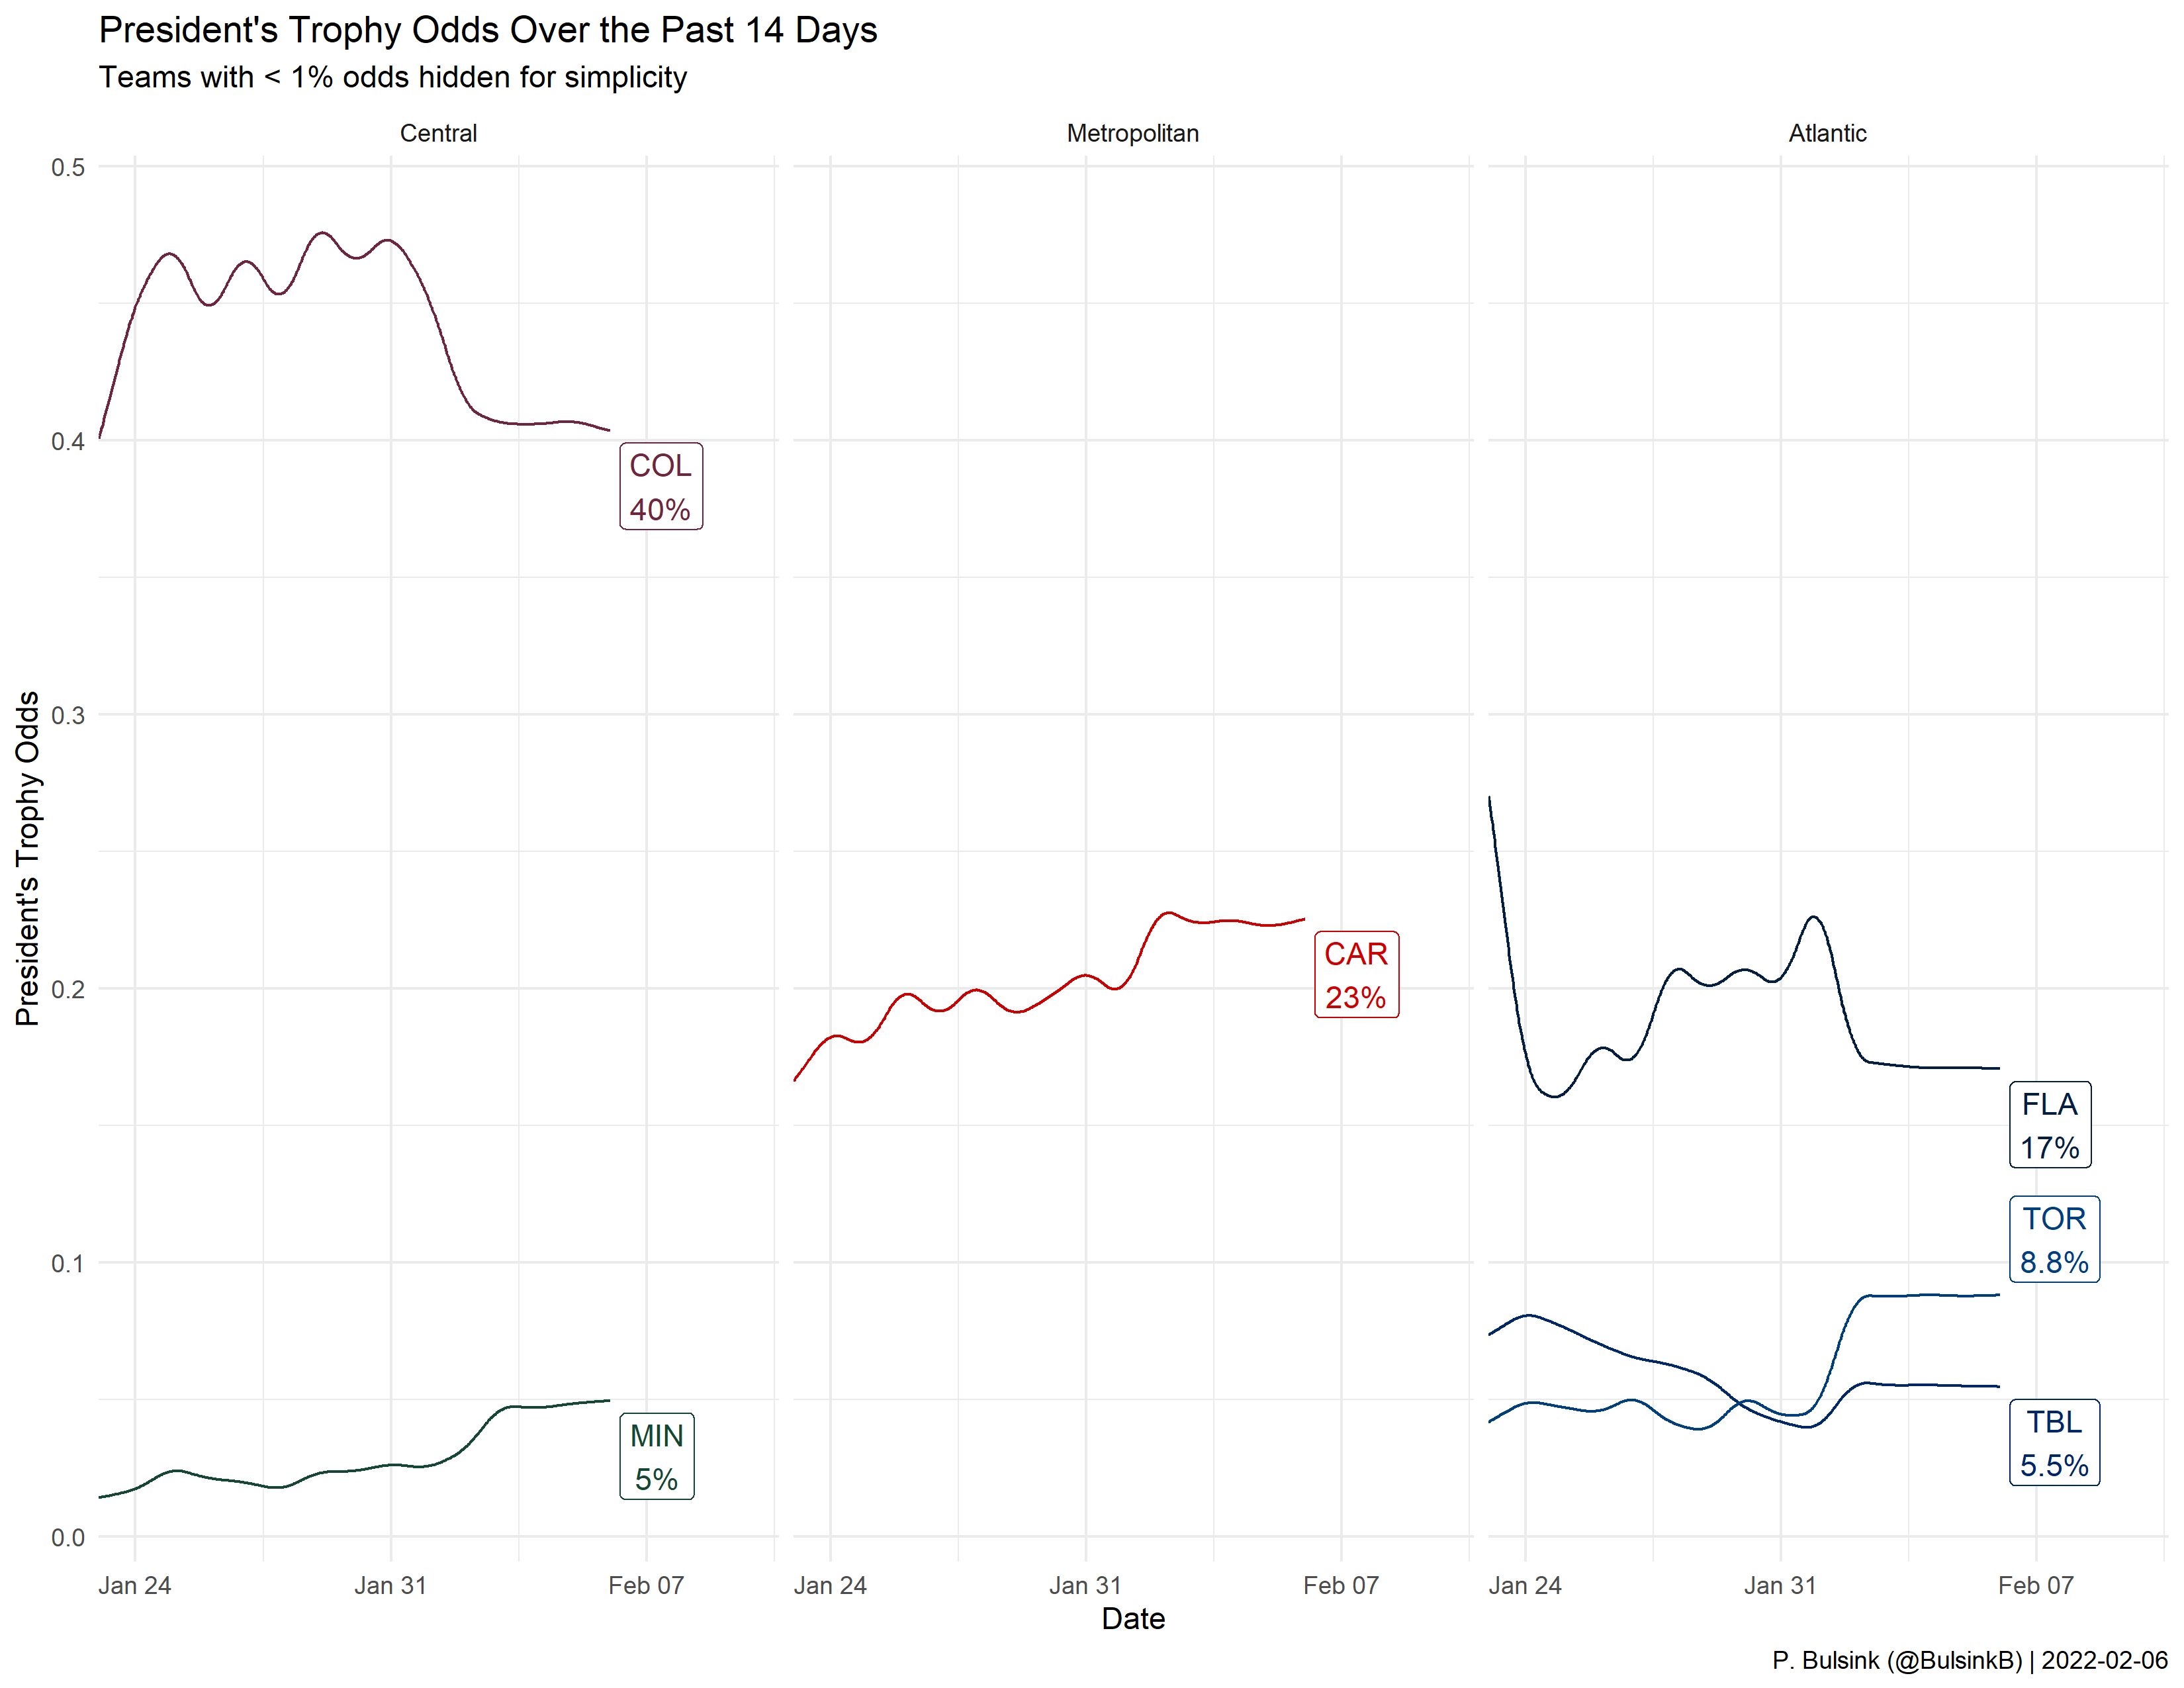 President's Trophy Odds Over the Past 14 Days
Teams with < 1% odds hidden for simplicity
Central
Metropolitan
Atlantic
President's Trophy Odds
0.5
0.4
0.3
0.2
0.1
0.0
COL
40%
MIN
5%
CAR
23%
FLA
17%
TOR
8.8%
TBL
5.5%
Jan 24
Jan 31
Feb 07
Jan 24
Jan 31
Feb 07
Jan 24
Jan 31
Feb 07
Date
P. Bulsink (@BulsinkB) | 2022-02-06